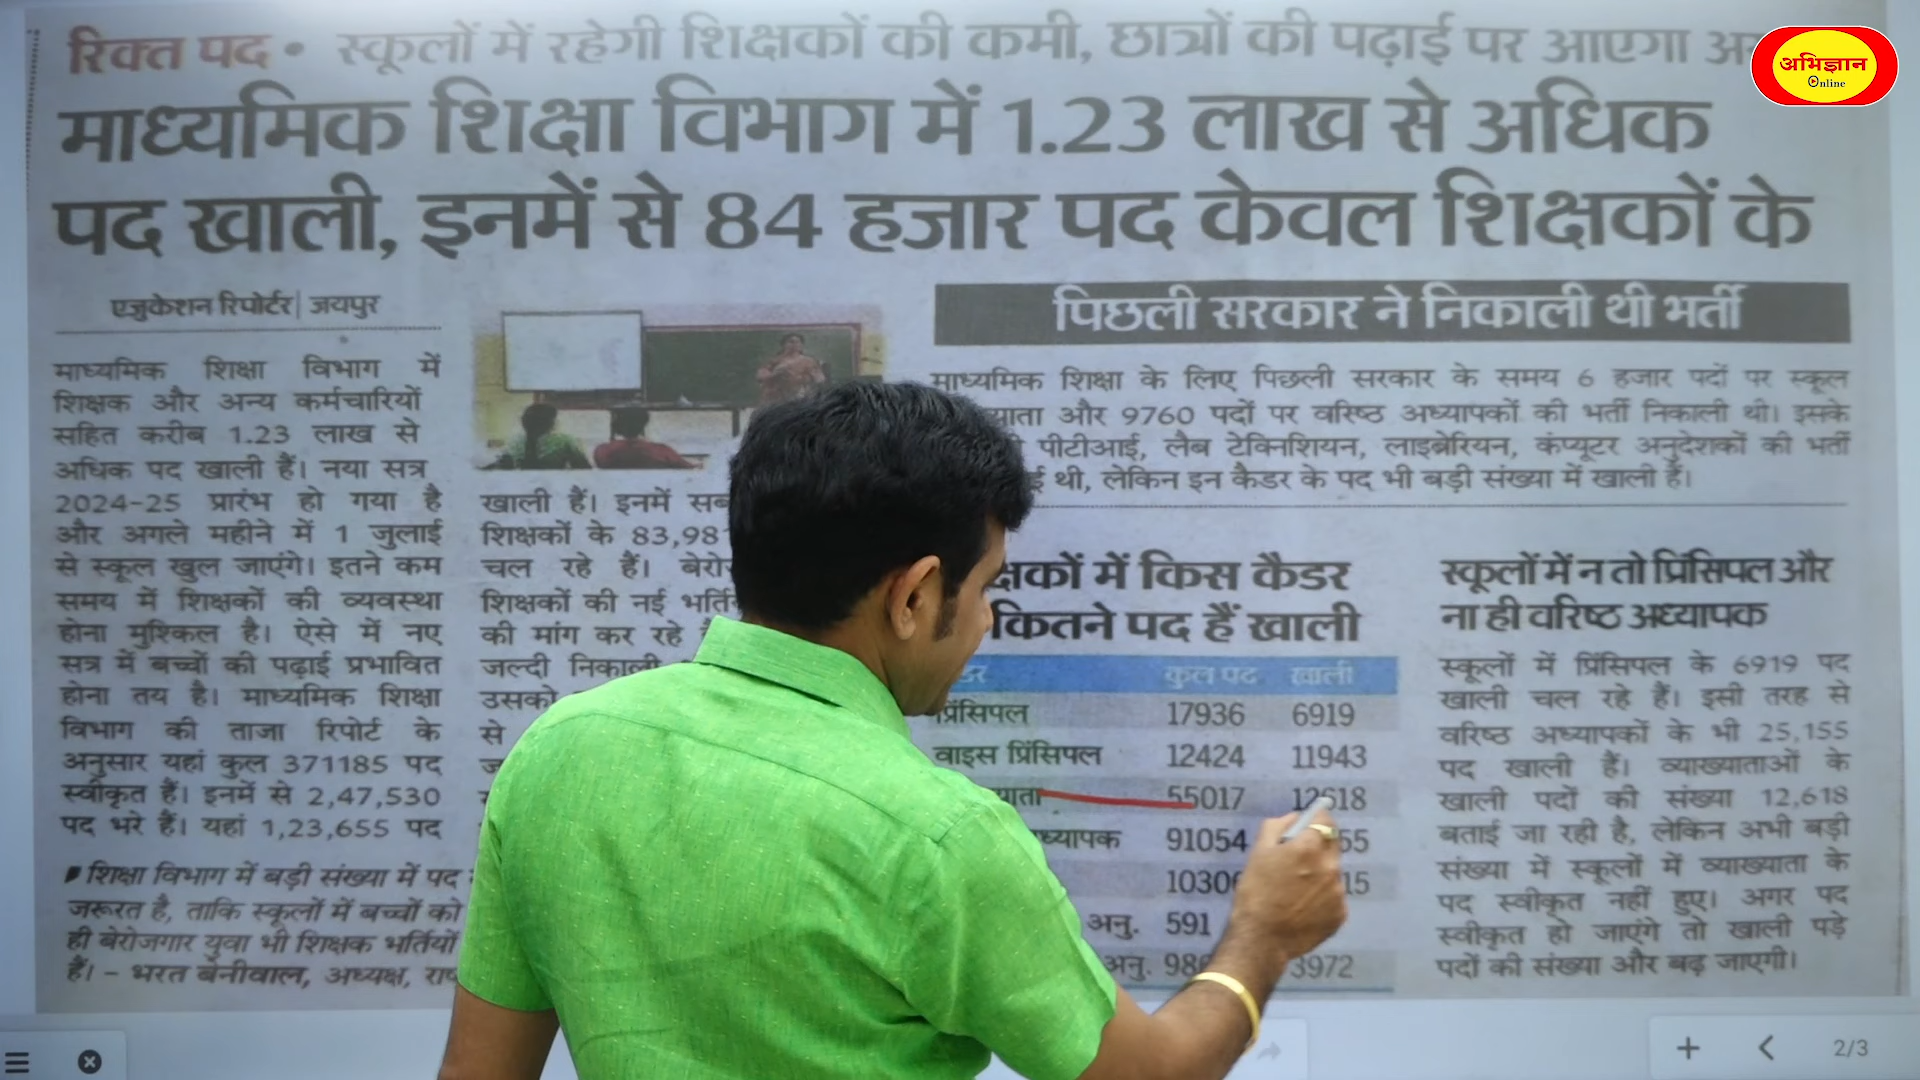 रिक्त पद • स्कूलों में रहेगी शिक्षकों की कमी, छात्रों की पढ़ाई पर आएगा
अभिज्ञान
Online
माध्यमिक शिक्षा विभाग में 1.23 लाख से अधिक
पद खाली, इनमें से 84 हजार पद केवल शिक्षकों के
एजुकेशन रिपोर्टर | जयपुर
माध्यमिक शिक्षा विभाग में
शिक्षक और अन्य कर्मचारियों
सहित करीब 1.23 लाख से
अधिक पद खाली हैं। नया सत्र
2024-25 प्रारंभ हो गया है
और अगले महीने में 1 जुलाई
से स्कूल खुल जाएंगे। इतने कम
समय में शिक्षकों की व्यवस्था
होना मुश्किल है। ऐसे में नए
सत्र में बच्चों की पढ़ाई प्रभावित
होना तय है। माध्यमिक शिक्षा
विभाग की ताजा रिपोर्ट के
अनुसार यहां कुल 371185 पद
स्वीकृत हैं। इनमें से 2,47,530
पद भरे हैं। यहां 1,23,655 पद
खाली हैं। इनमें
शिक्षकों के 83,98
चल रहे हैं।
शिक्षकों की नई
की मांग कर रहे
जल्दी निकाली
उसको
से
शिक्षा विभाग में बड़ी संख्या में पद
जरूरत है, ताकि स्कूलों में बच्चों को
ही बेरोजगार युवा भी शिक्षक भर्तियों
हैं। – भरत बेनीवाल, अध्यक्ष,
पिछली सरकार ने निकाली थी भर्ती
माध्यमिक शिक्षा के लिए पिछली सरकार के समय 6 हजार पदों पर स्कूल
और 9760 पदों पर वरिष्ठ अध्यापकों की भर्ती निकाली थी। इसके
पीटीआई, लैब टेक्निशियन, लाइब्रेरियन, कंप्यूटर अनुदेशकों की भर्ती
थी, लेकिन इन कैडर के पद भी बड़ी संख्या में खाली हैं।
में किस कैडर
कितने पद हैं खाली
कुल पद खाली
प्रिंसिपल 17936 6919
वाइस प्रिंसिपल 12424 11943
55017 12618
91054 55
1030 15
अनु. 591
अनु. 98 3972
स्कूलों में न तो प्रिंसिपल और
ना ही वरिष्ठ अध्यापक
स्कूलों में प्रिंसिपल के 6919 पद
खाली चल रहे हैं। इसी तरह से
वरिष्ठ अध्यापकों के भी 25,155
पद खाली हैं। व्याख्याताओं के
खाली पदों की संख्या 12,618
बताई जा रही है, लेकिन अभी बड़ी
संख्या में स्कूलों में व्याख्याता के
पद स्वीकृत नहीं हुए। अगर पद
स्वीकृत हो जाएंगे तो खाली पड़े
पदों की संख्या और बढ़ जाएगी।
2/3